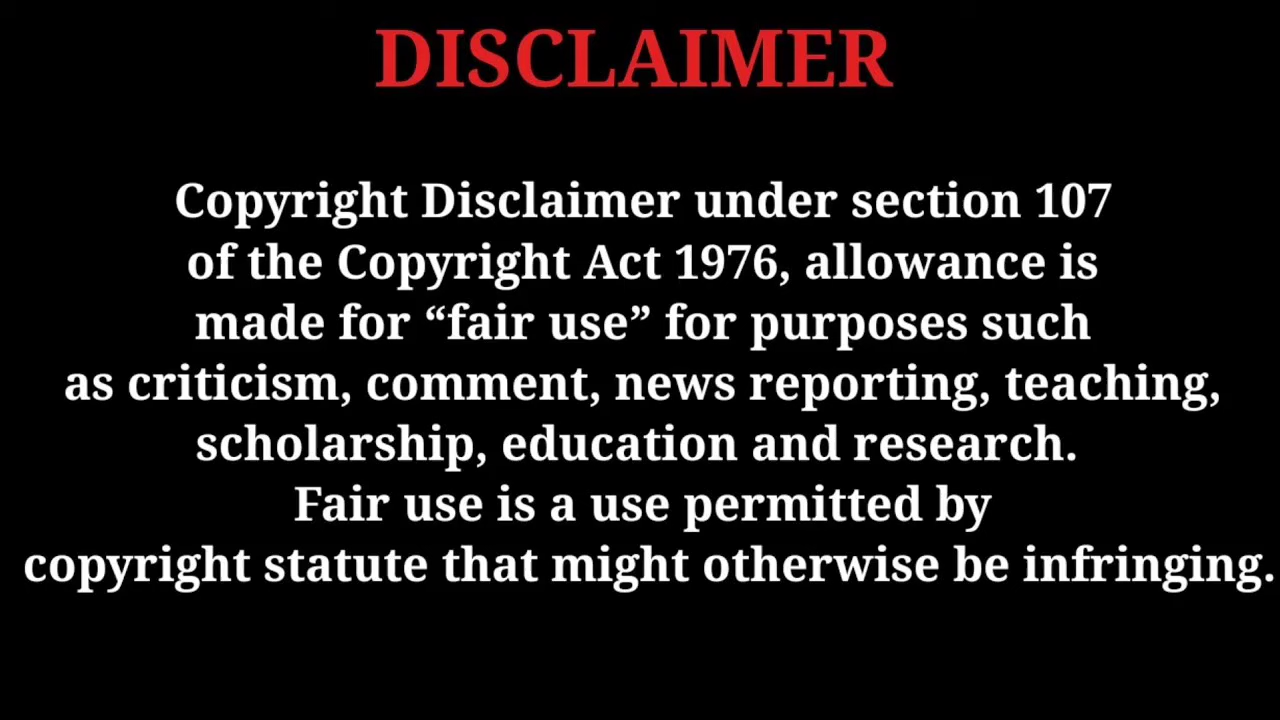 DISCLAIMER
Copyright Disclaimer under section 107
of the Copyright Act 1976, allowance is
made for “fair use” for purposes such
as criticism, comment, news reporting, teaching,
scholarship, education and research.
Fair use is a use permitted by
copyright statute that might otherwise be infringing.